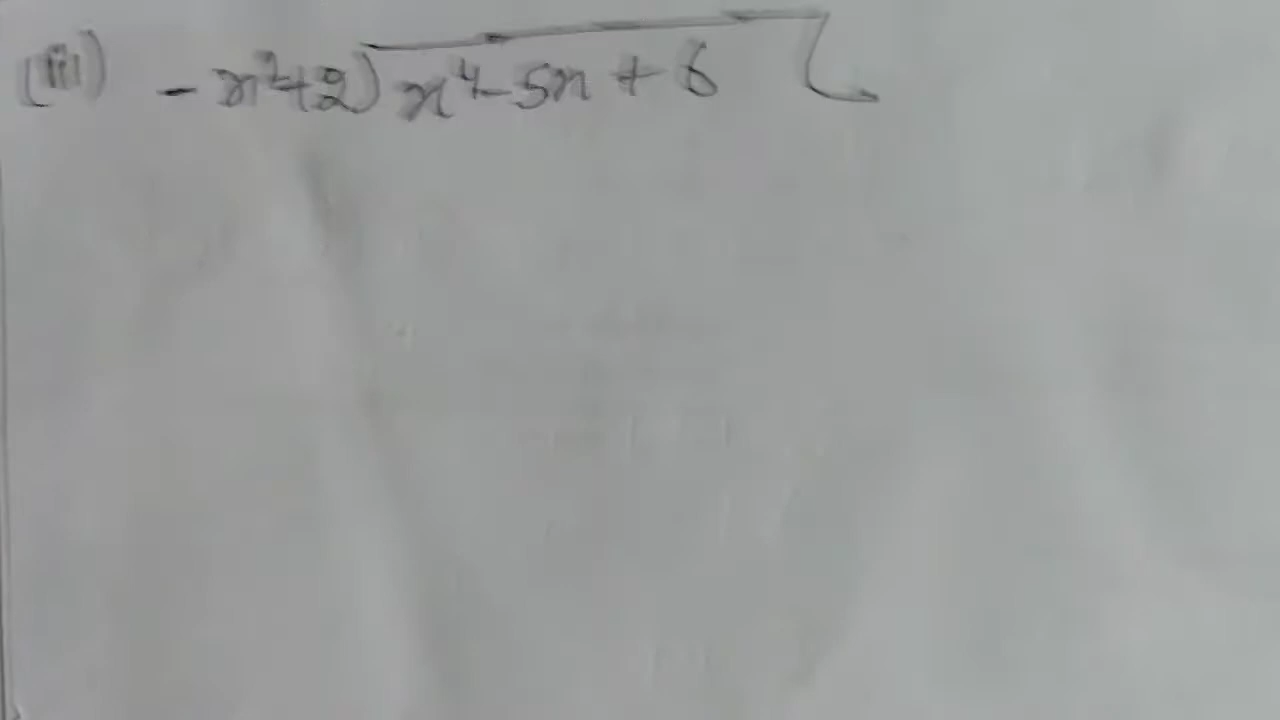 (iii) - x²+2) x⁴-5x + 6 (